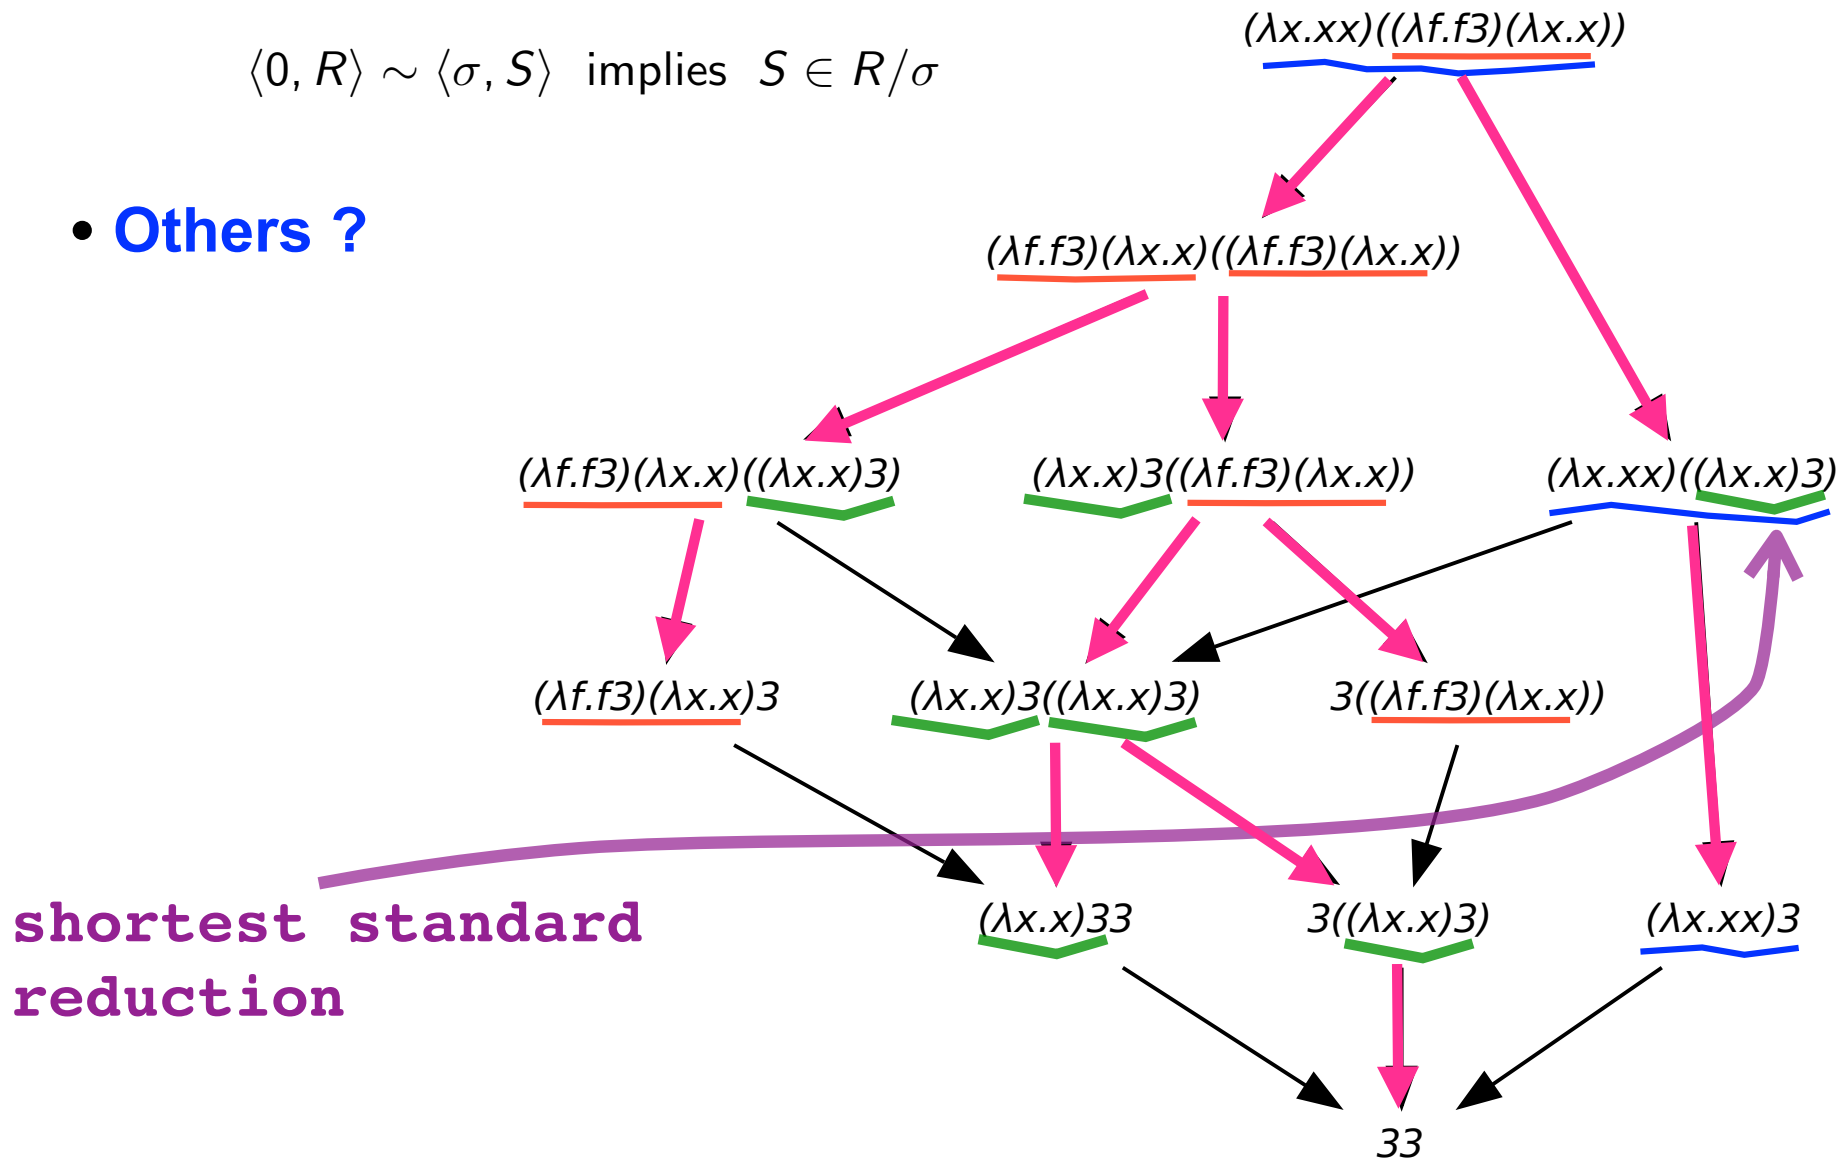 (λx.xx)((λf.f3)(λx.x))
⟨0, R⟩ ∼ ⟨σ, S⟩ implies S ∈ R/σ
• Others ?
(λf.f3)(λx.x)((λf.f3)(λx.x))
(λf.f3)(λx.x)((λx.x)3)
(λx.x)3((λf.f3)(λx.x))
(λx.xx)((λx.x)3)
(λf.f3)(λx.x)3
(λx.x)3((λx.x)3)
3((λf.f3)(λx.x))
(λx.x)33
3((λx.x)3)
(λx.xx)3
shortest standard
reduction
33